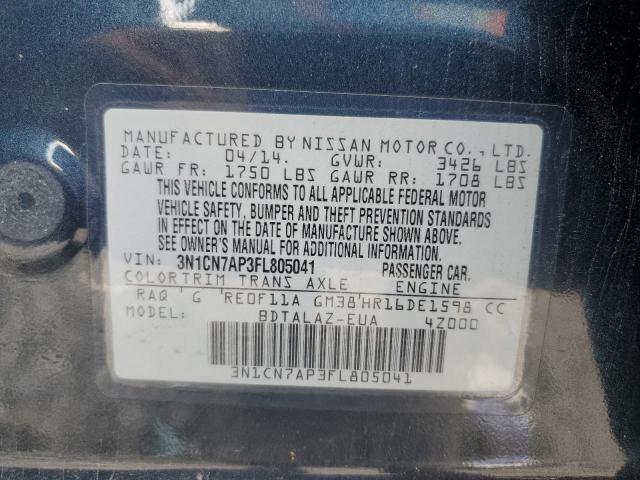 MANUFACTURED BY NISSAN MOTOR CO., LTD.
DATE: 04/14. GVWR: 3426 LBS
GAWR FR: 1750 LBS GAWR RR: 1708 LBS
THIS VEHICLE CONFORMS TO ALL APPLICABLE FEDERAL MOTOR
VEHICLE SAFETY, BUMPER AND THEFT PREVENTION STANDARDS
IN EFFECT ON THE DATE OF MANUFACTURE SHOWN ABOVE.
SEE OWNER'S MANUAL FOR ADDITIONAL INFORMATION.
VIN: 3N1CN7AP3FL805041 PASSENGER CAR.
COLOR TRIM TRANS AXLE ENGINE
RAQ ' G ' RE0F11A GM38 ' HR16DE1598 CC
MODEL: BDTALAZ-EUA 4Z000
3N1CN7AP3FL805041